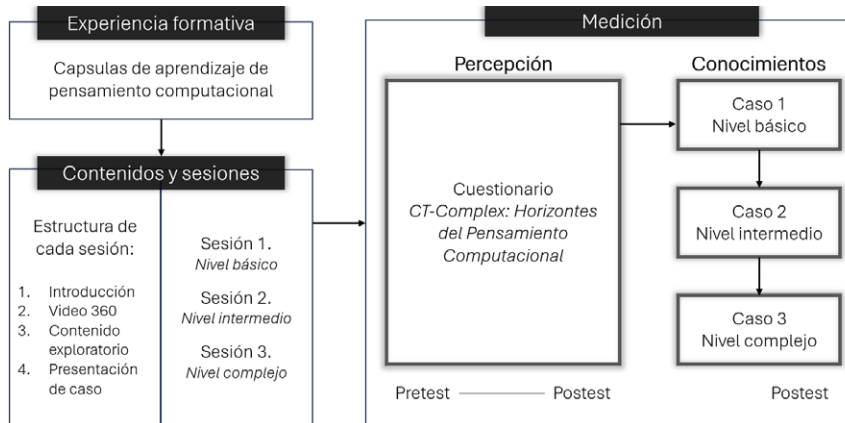 Experiencia formativa
Capsulas de aprendizaje de
pensamiento computacional
Contenidos y sesiones
Estructura de
cada sesión:
1. Introducción
2. Video 360
3. Contenido
exploratorio
4. Presentación
de caso
Sesión 1.
Nivel básico
Sesión 2.
Nivel intermedio
Sesión 3.
Nivel complejo
Medición
Percepción
Cuestionario
CT-Complex: Horizontes
del Pensamiento
Computacional
Pretest
Postest
Conocimientos
Caso 1
Nivel básico
Caso 2
Nivel intermedio
Caso 3
Nivel complejo
Postest